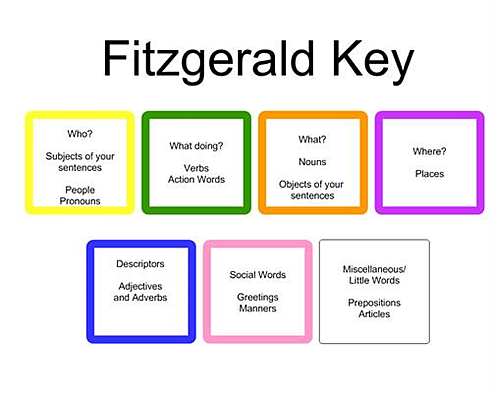 Fitzgerald Key
Who?
Subjects of your
sentences
People
Pronouns
What doing?
Verbs
Action Words
What?
Nouns
Objects of your
sentences
Where?
Places
Descriptors
Adjectives
and Adverbs
Social Words
Greetings
Manners
Miscellaneous/
Little Words
Prepositions
Articles